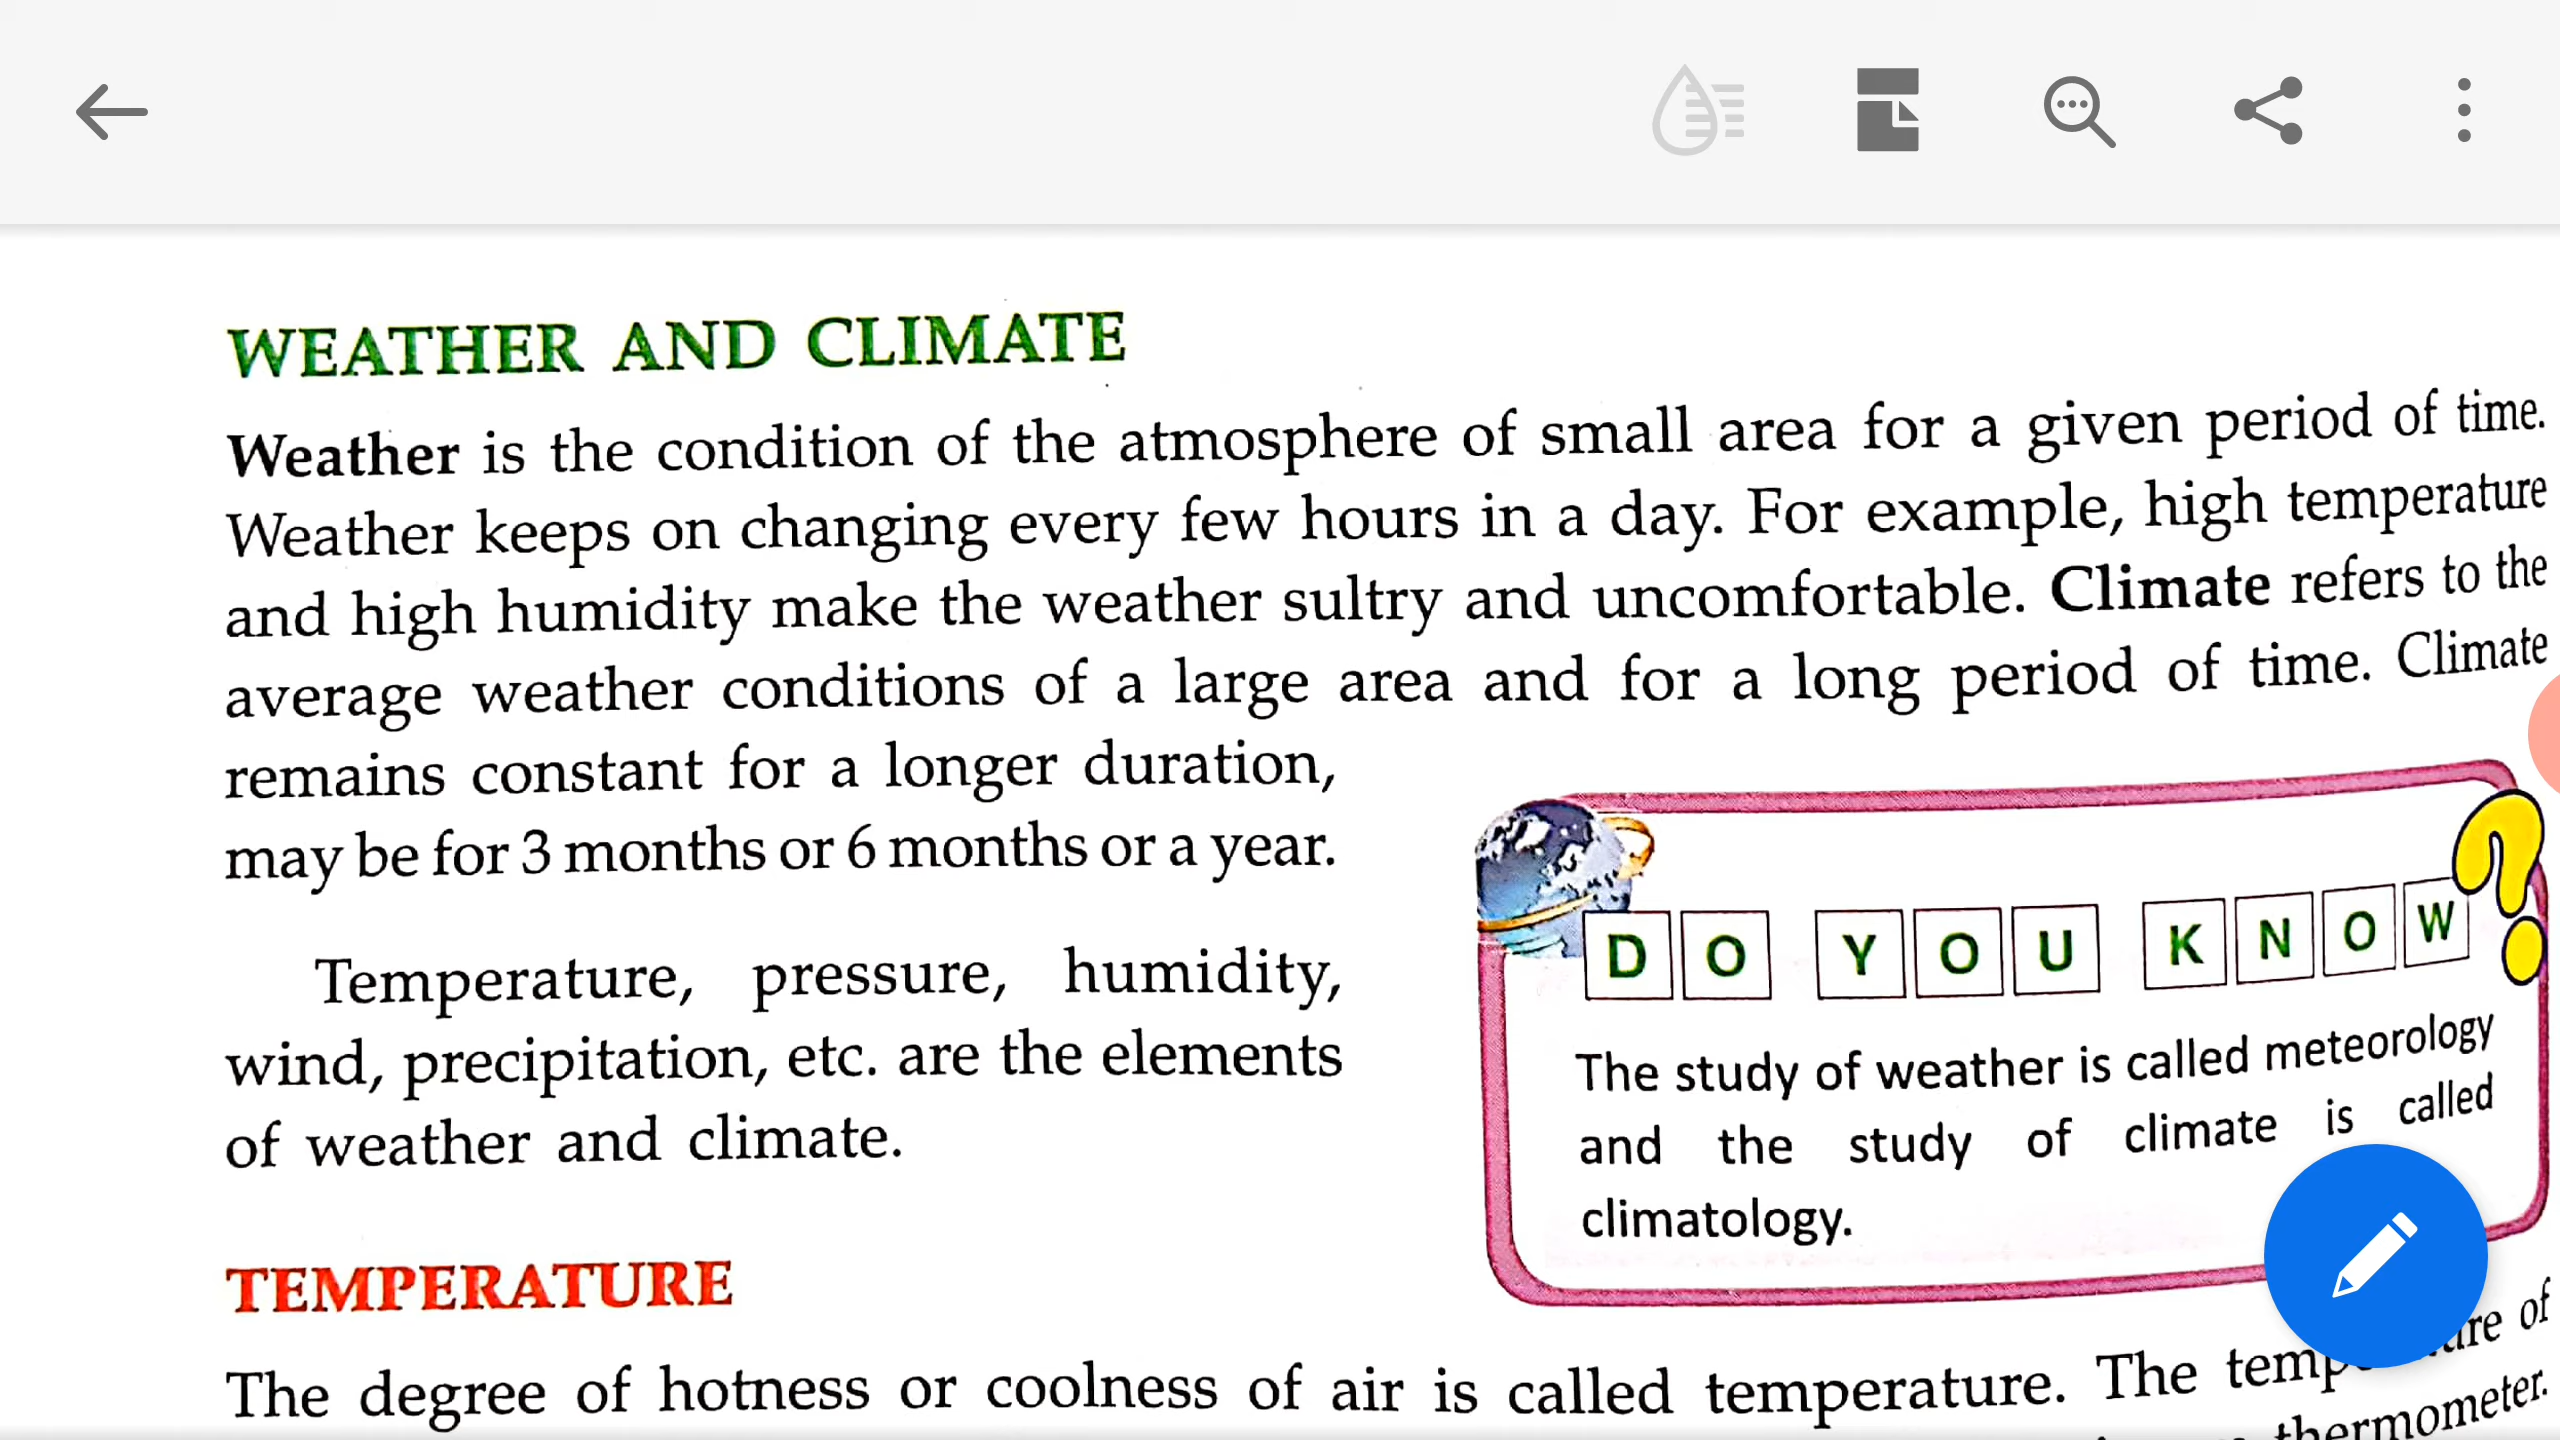 WEATHER AND CLIMATE
Weather is the condition of the atmosphere of small area for a given period of time.
Weather keeps on changing every few hours in a day. For example, high temperature
and high humidity make the weather sultry and uncomfortable. Climate refers to the
average weather conditions of a large area and for a long period of time. Climate
remains constant for a longer duration,
may be for 3 months or 6 months or a year.
Temperature, pressure, humidity,
wind, precipitation, etc. are the elements
of weather and climate.
DO YOU KNOW ?
The study of weather is called meteorology
and the study of climate is called
climatology.
TEMPERATURE
The degree of hotness or coolness of air is called temperature. The of
thermometer.